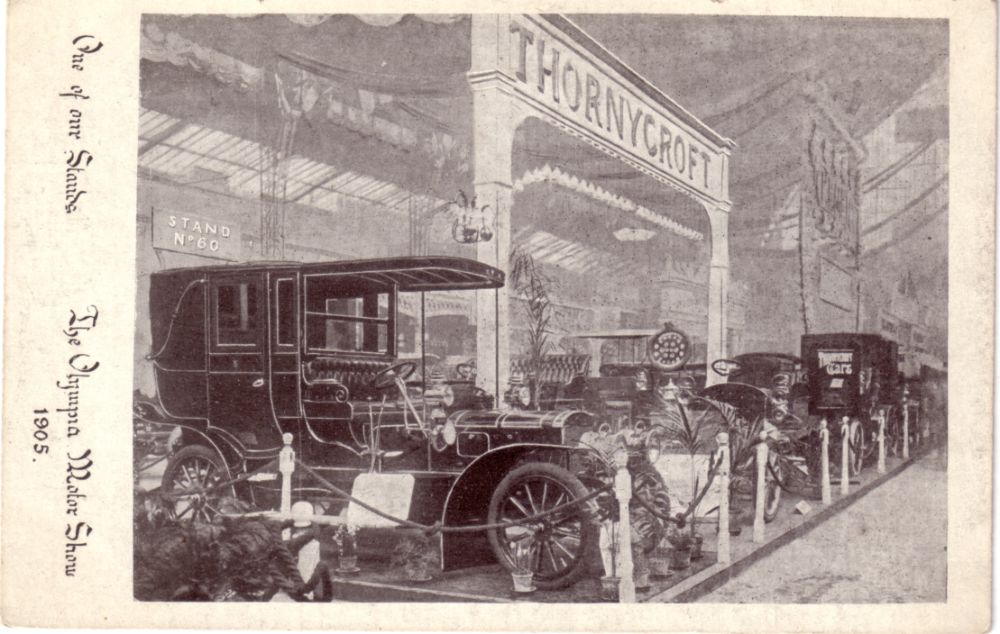 One of our Stands
The Olympia Motor Show
1905.
THORNYCROFT
STAND
Nº 60
Thornycroft
Cars